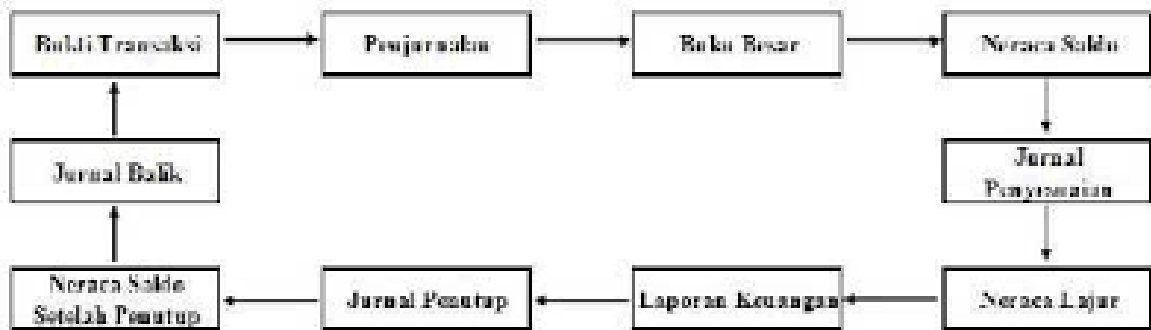 Bukti Transaksi
Penjurnalan
Buku Besar
Neraca Saldo
Jurnal Balik
Jurnal
Penyesuaian
Neraca Saldo
Setelah Penutup
Jurnal Penutup
Laporan Keuangan
Neraca Lajur